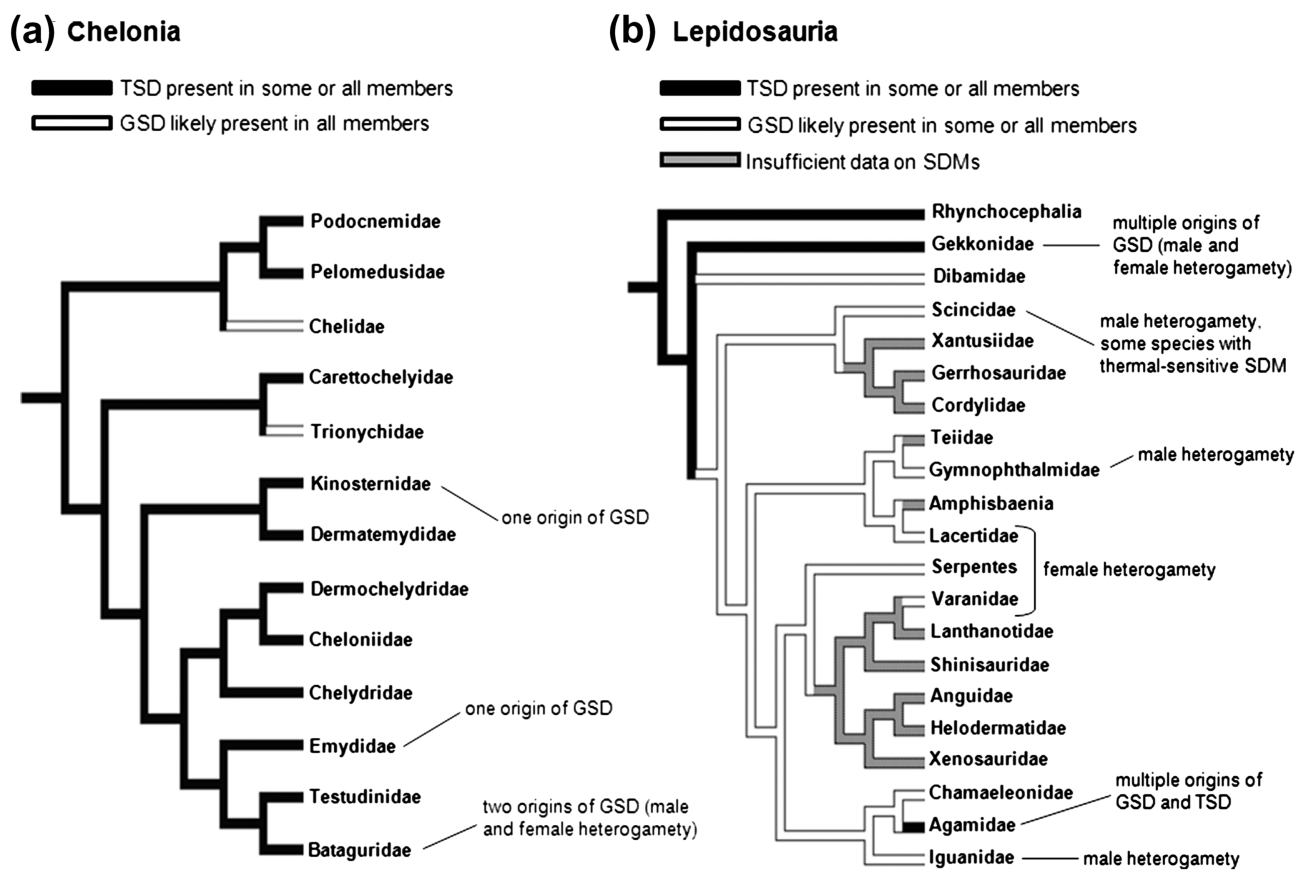 (a) Chelonia
TSD present in some or all members
GSD likely present in all members
Podocnemidae
Pelomedusidae
Chelidae
Carettochelyidae
Trionychidae
Kinosternidae
one origin of GSD
Dermatemydidae
Dermochelydridae
Cheloniidae
Chelydridae
one origin of GSD
Emydidae
Testudinidae
two origins of GSD (male
and female heterogamety)
Bataguridae
(b) Lepidosauria
TSD present in some or all members
GSD likely present in some or all members
Insufficient data on SDMs
Rhynchocephalia
Gekkonidae
multiple origins of
GSD (male and
female heterogamety)
Dibamidae
Scincidae
male heterogamety,
some species with
thermal-sensitive SDM
Xantusiidae
Gerrhosauridae
Cordylidae
Teiidae
Gymnophthalmidae
male heterogamety
Amphisbaenia
Lacertidae
Serpentes
female heterogamety
Varanidae
Lanthanotidae
Shinisauridae
Anguidae
Helodermatidae
Xenosauridae
Chamaeleonidae
multiple origins of
GSD and TSD
Agamidae
Iguanidae
male heterogamety